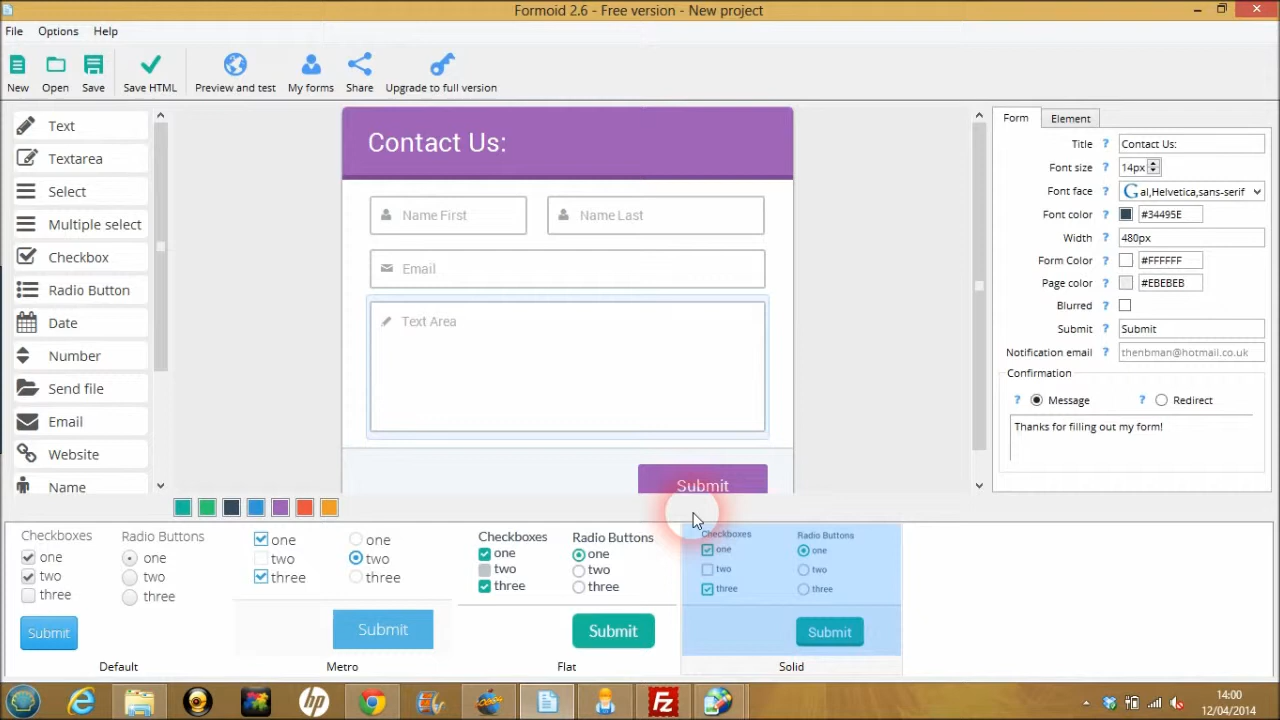 Formoid 2.6 - Free version - New project
File Options Help
New Open Save Save HTML Preview and test My forms Share Upgrade to full version
Text
Textarea
Select
Multiple select
Checkbox
Radio Button
Date
Number
Send file
Email
Website
Name
Contact Us:
Name First Name Last
Email
Text Area
Submit
Form Element
Title ? Contact Us:
Font size ? 14px
Font face ? G al,Helvetica,sans-serif
Font color ? #34495E
Width ? 480px
Form Color ? #FFFFFF
Page color ? #EBEBEB
Blurred ?
Submit ? Submit
Notification email ? thenbman@hotmail.co.uk
Confirmation
? Message ? Redirect
Thanks for filling out my form!
Checkboxes Radio Buttons
one one
two two
three three
Submit
Default
one one
two two
three three
Submit
Metro
Checkboxes Radio Buttons
one one
two two
three three
Submit
Flat
Checkboxes Radio Buttons
one one
two two
three three
Submit
Solid
hp
Fz
14:00
12/04/2014